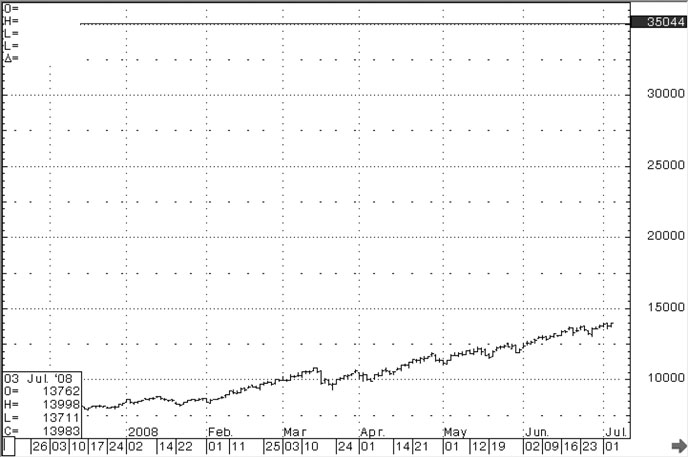 O=
H=
L=
L=
Δ=
35044
30000
25000
20000
15000
10000
03 Jul. '08
O= 13762
H= 13998
L= 13711
C= 13983
2008 Feb. Mar Apr. May Jun. Jul.
26 03 10 17 24 02 14 22 01 11 25 03 10 24 01 14 21 01 12 19 02 09 16 23 01